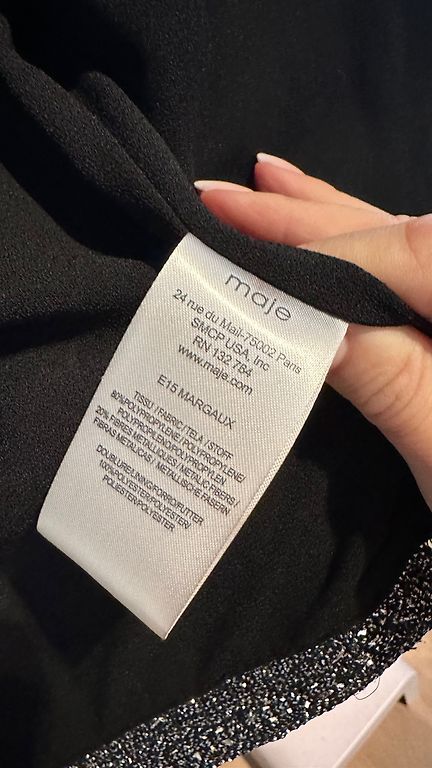 maje
24 rue du Mail-75002 Paris
SMCP USA, Inc
RN 132 784
www.maje.com
E15 MARGAUX
TISSU/FABRIC/TELA/STOFF
80%POLYPROPYLENE/POLYPROPYLENE/
POLYPROPYLENO/POLYPROPYLEN
20% FIBRES METALLIQUES/METALLIC FIBERS/
FIBRAS METALICAS/METALLISCHE FASERN
DOUBLURE/LINING/FORRO/FUTTER
100%POLYESTER/POLYESTER/
POLIESTER/POLYESTER